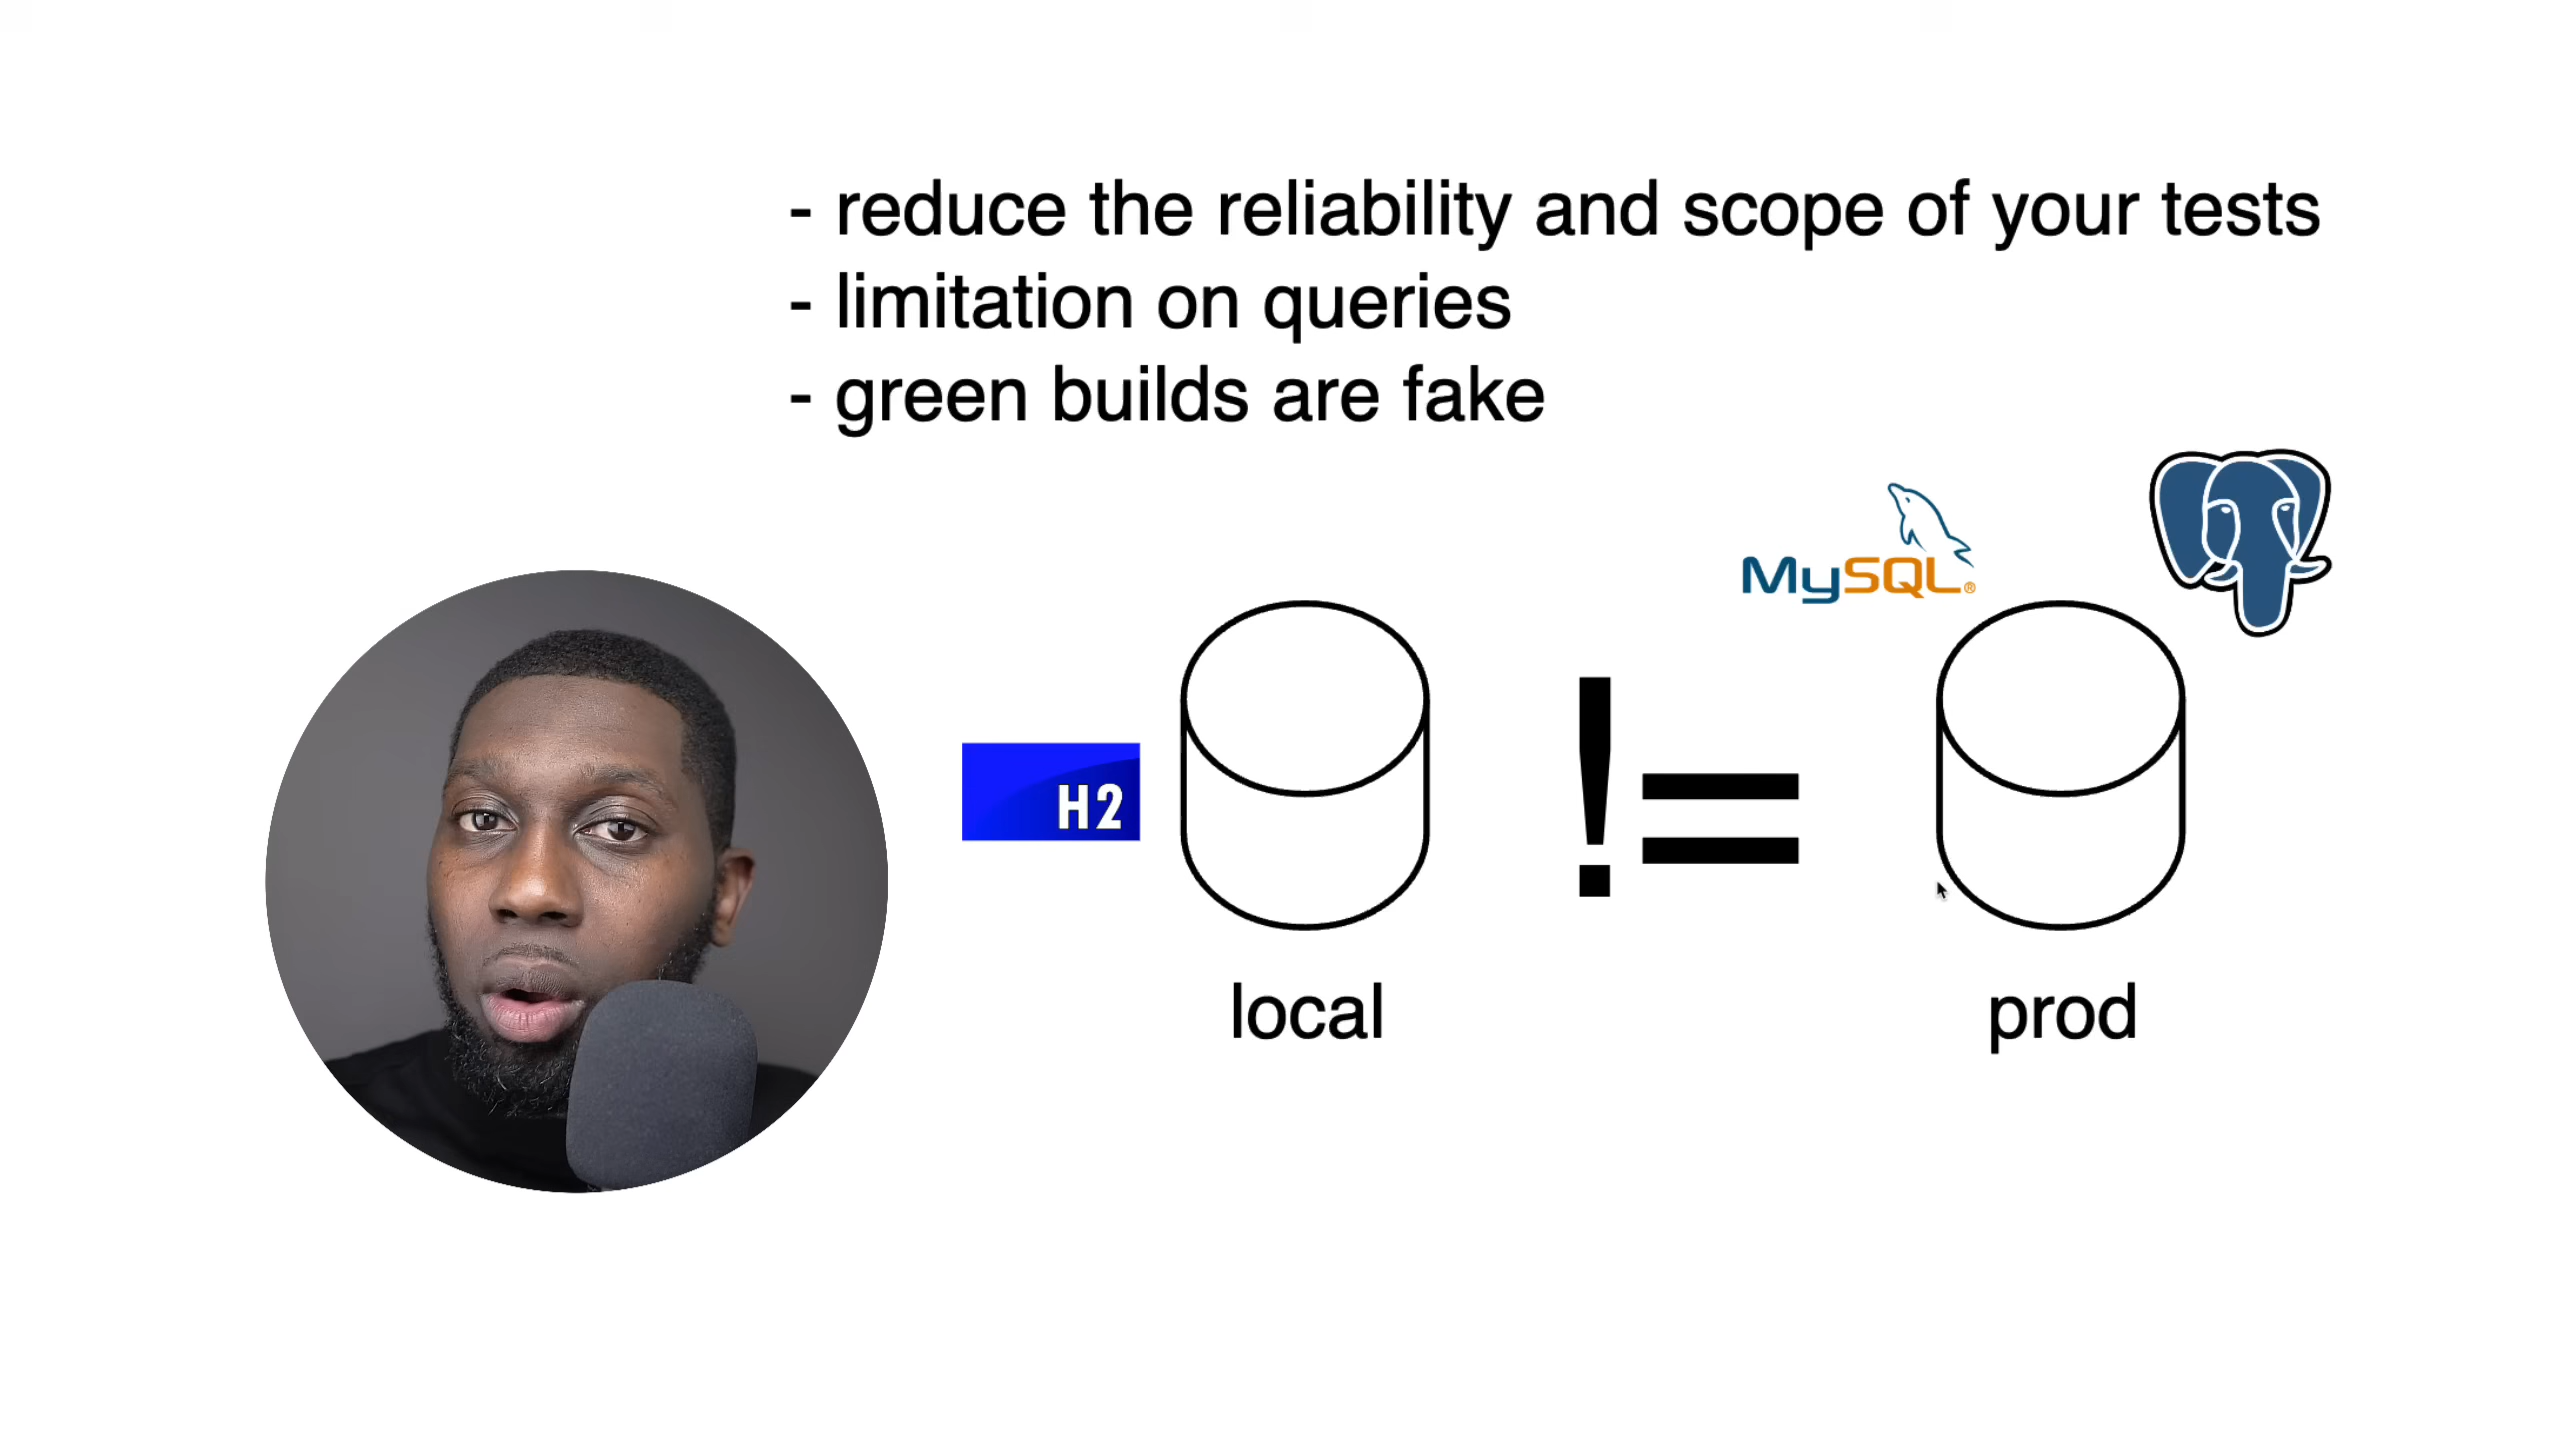 - reduce the reliability and scope of your tests
- limitation on queries
- green builds are fake
MySQL®
H2
!=
local
prod